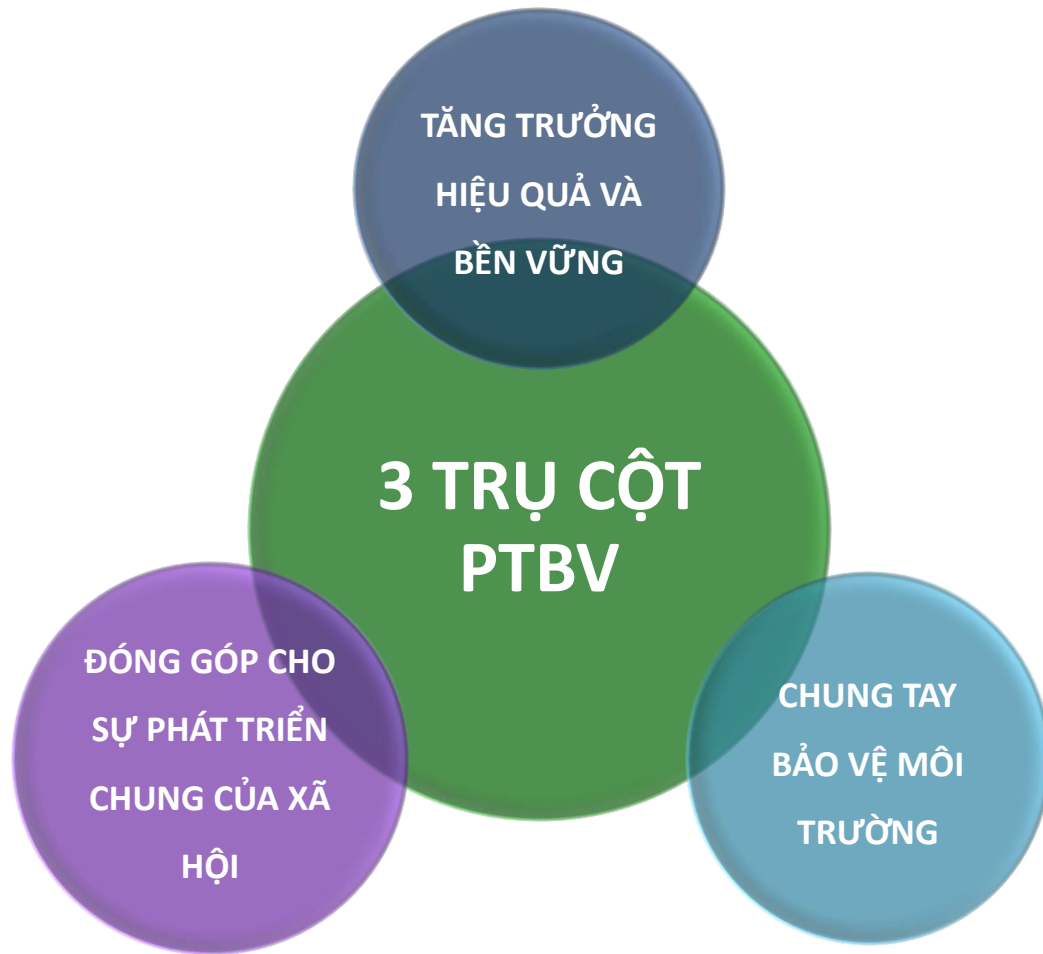 TĂNG TRƯỞNG
HIỆU QUẢ VÀ
BỀN VỮNG
3 TRỤ CỘT
PTBV
ĐÓNG GÓP CHO
SỰ PHÁT TRIỂN
CHUNG CỦA XÃ
HỘI
CHUNG TAY
BẢO VỆ MÔI
TRƯỜNG